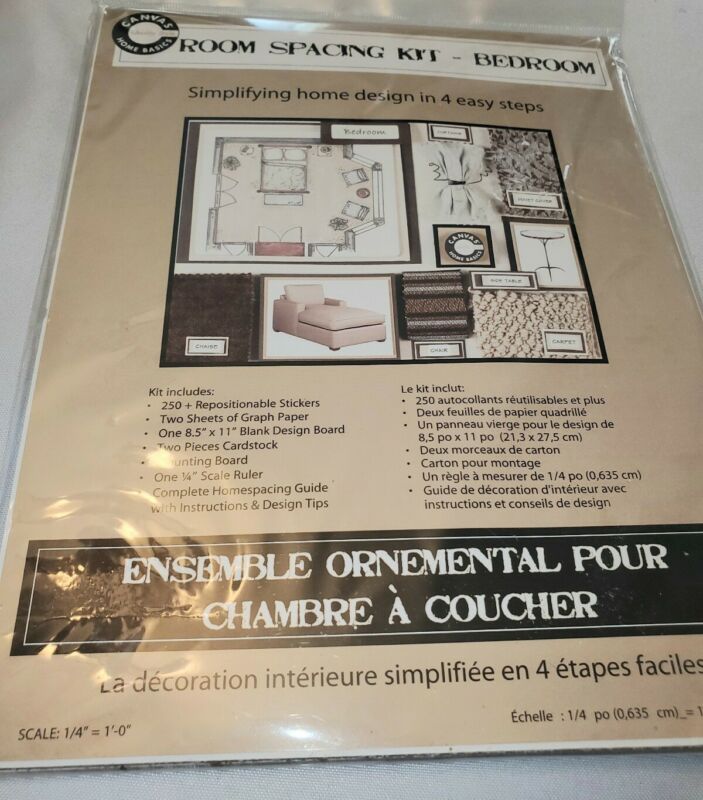 CANVAS
HOME BASICS
ROOM SPACING KIT - BEDROOM
Simplifying home design in 4 easy steps
Bedroom
DUVET COVER
CANVAS
HOME BASICS
SIDE TABLE
CHAISE
CHAIR
CARPET
Kit includes:
• 250 + Repositionable Stickers
• Two Sheets of Graph Paper
• One 8.5" x 11" Blank Design Board
• Two Pieces Cardstock
• Mounting Board
• One ¼" Scale Ruler
Complete Homespacing Guide
with Instructions & Design Tips
Le kit inclut:
• 250 autocollants réutilisables et plus
• Deux feuilles de papier quadrillé
• Un panneau vierge pour le design de
8,5 po x 11 po (21,3 x 27,5 cm)
• Deux morceaux de carton
• Carton pour montage
• Un règle à mesurer de 1/4 po (0,635 cm)
• Guide de décoration d'intérieur avec
instructions et conseils de design
ENSEMBLE ORNEMENTAL POUR
CHAMBRE À COUCHER
La décoration intérieure simplifiée en 4 étapes faciles
SCALE: 1/4" = 1'-0"
Échelle : 1/4 po (0,635 cm)_= 1